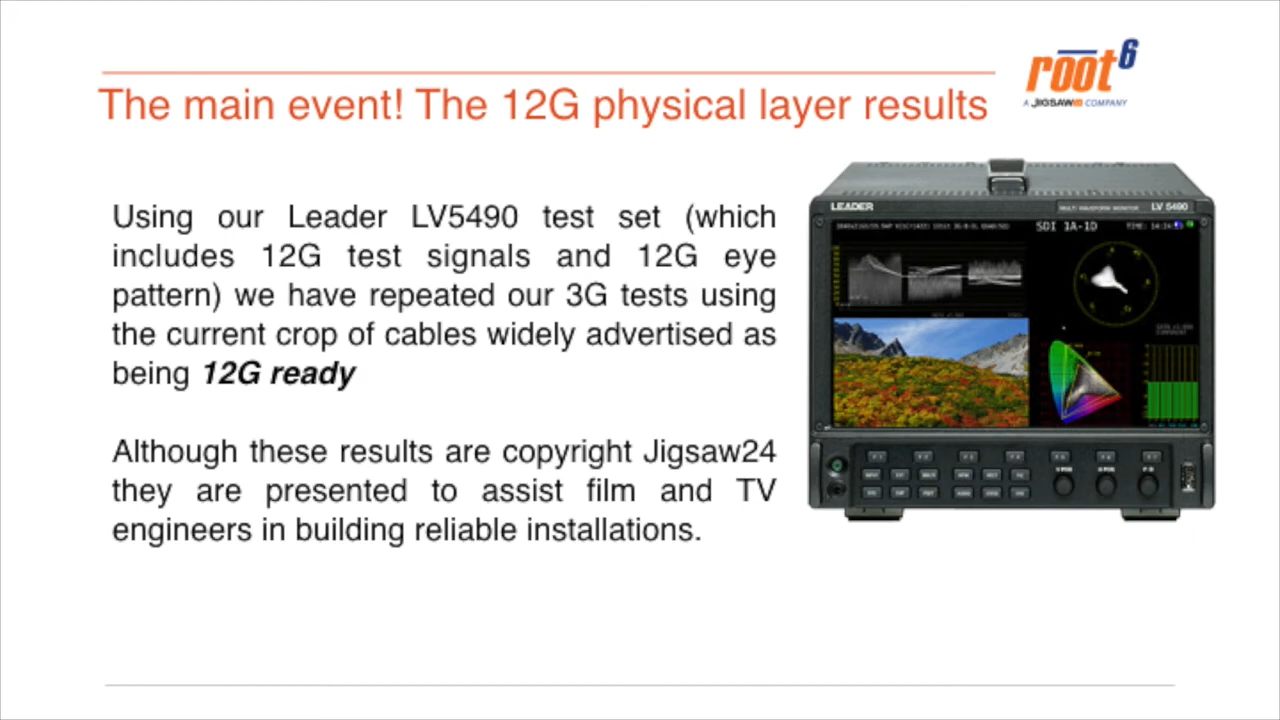 The main event! The 12G physical layer results
root6
A JIGSAW24 COMPANY
Using our Leader LV5490 test set (which
includes 12G test signals and 12G eye
pattern) we have repeated our 3G tests using
the current crop of cables widely advertised as
being 12G ready
Although these results are copyright Jigsaw24
they are presented to assist film and TV
engineers in building reliable installations.
LEADER
MULTI WAVEFORM MONITOR LV 5490
SDI 1A-1D